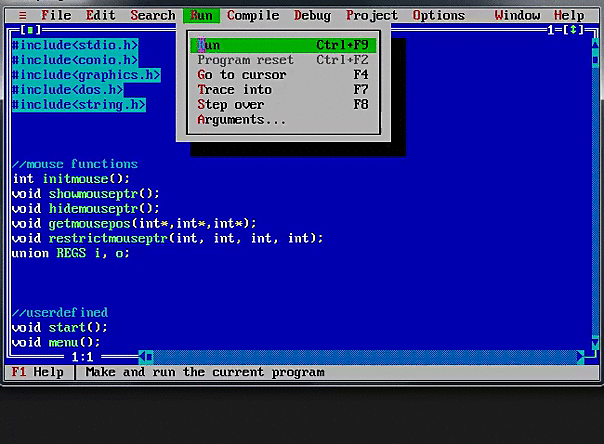 ≡ File Edit Search Run Compile Debug Project Options Window Help
1=[↕]
Run Ctrl+F9
Program reset Ctrl+F2
Go to cursor F4
Trace into F7
Step over F8
Arguments...
#include<stdio.h>
#include<conio.h>
#include<graphics.h>
#include<dos.h>
#include<string.h>
//mouse functions
int initmouse();
void showmouseptr();
void hidemouseptr();
void getmousepos(int*,int*,int*);
void restrictmouseptr(int, int, int, int);
union REGS i, o;
//userdefined
void start();
void menu();
1:1
F1 Help | Make and run the current program